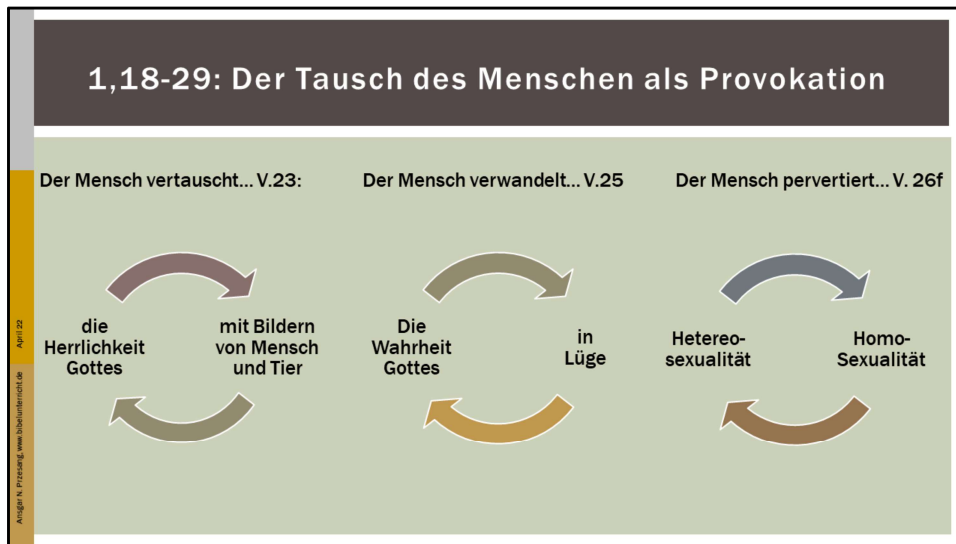 1,18-29: Der Tausch des Menschen als Provokation
Der Mensch vertauscht... V.23:
die
Herrlichkeit
Gottes
mit Bildern
von Mensch
und Tier
Der Mensch verwandelt... V.25
Die
Wahrheit
Gottes
in
Lüge
Der Mensch pervertiert... V. 26f
Hetereo-
sexualität
Homo-
Sexualität
April 22
Ansgar N. Przesang, www.bibelunterricht.de